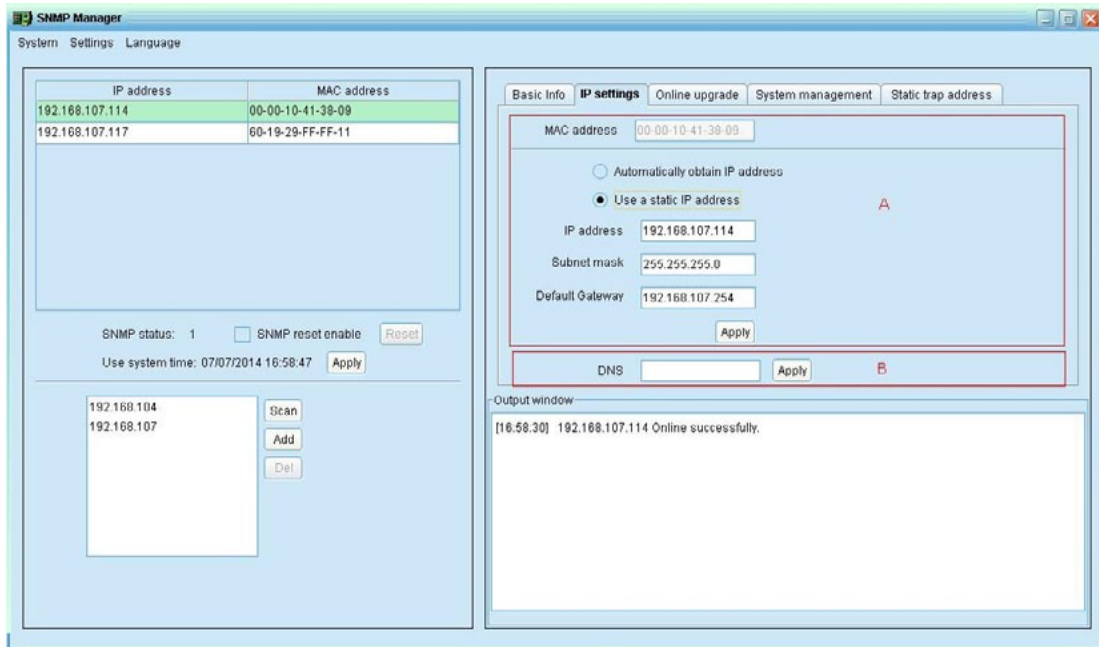 SNMP Manager
System Settings Language
IP address MAC address
192.168.107.114 00-00-10-41-38-09
192.168.107.117 60-19-29-FF-FF-11
SNMP status: 1 SNMP reset enable Reset
Use system time: 07/07/2014 16:58:47 Apply
192.168.104
192.168.107
Scan
Add
Del
Basic Info IP settings Online upgrade System management Static trap address
MAC address 00-00-10-41-38-09
Automatically obtain IP address
Use a static IP address
A
IP address 192.168.107.114
Subnet mask 255.255.255.0
Default Gateway 192.168.107.254
Apply
DNS Apply B
Output window
[16:58:30] 192.168.107.114 Online successfully.